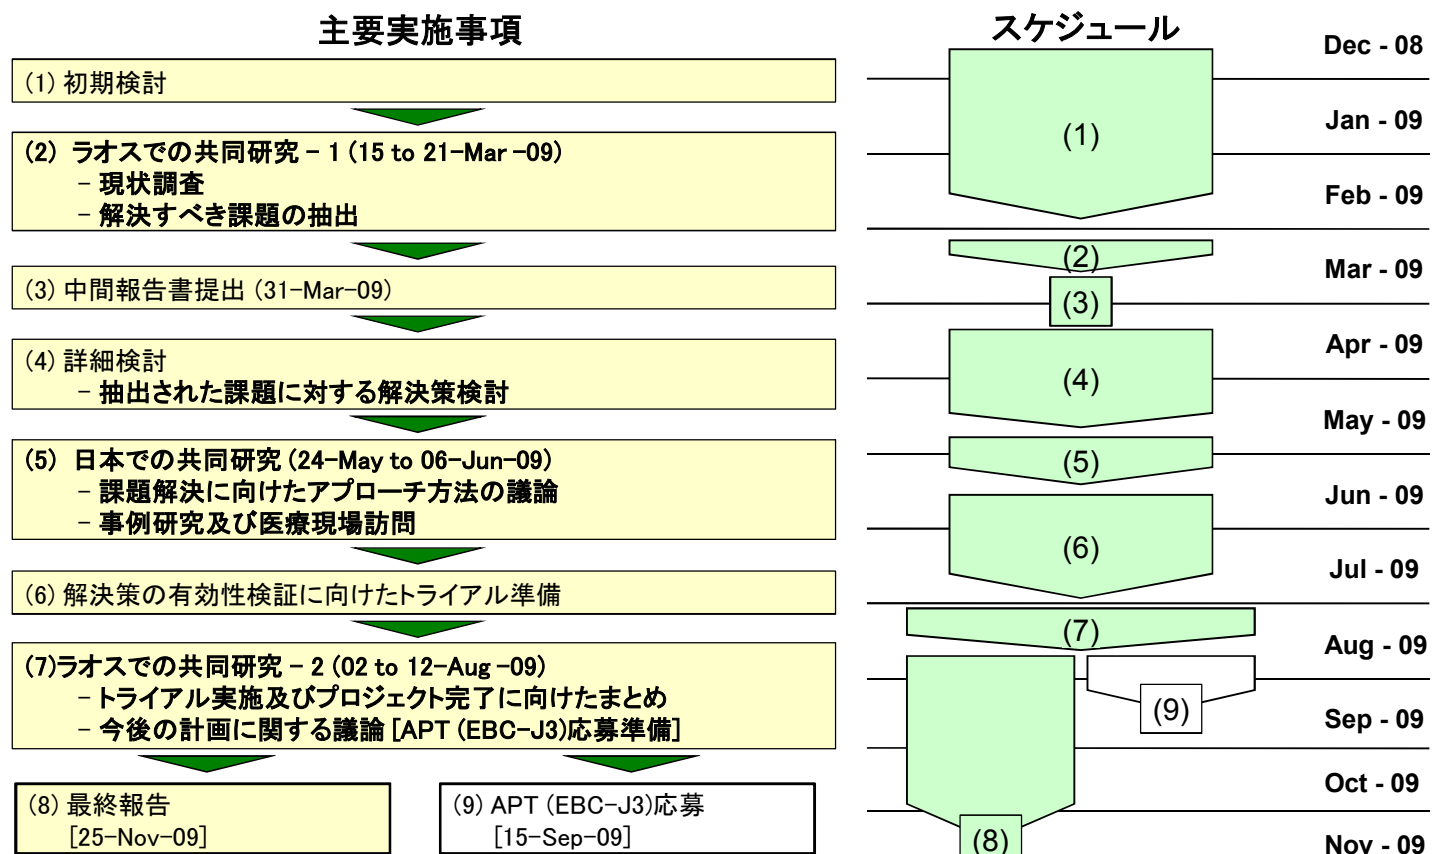 主要実施事項
(1) 初期検討
(2) ラオスでの共同研究 − 1 (15 to 21−Mar −09)
− 現状調査
− 解決すべき課題の抽出
(3) 中間報告書提出 (31−Mar−09)
(4) 詳細検討
− 抽出された課題に対する解決策検討
(5) 日本での共同研究 (24−May to 06−Jun−09)
− 課題解決に向けたアプローチ方法の議論
− 事例研究及び医療現場訪問
(6) 解決策の有効性検証に向けたトライアル準備
(7)ラオスでの共同研究 − 2 (02 to 12−Aug −09)
− トライアル実施及びプロジェクト完了に向けたまとめ
− 今後の計画に関する議論 [APT (EBC−J3)応募準備]
(8) 最終報告
[25−Nov−09]
(9) APT (EBC−J3)応募
[15−Sep−09]
スケジュール
Dec - 08
(1)
Jan - 09
Feb - 09
(2)
Mar - 09
(3)
Apr - 09
(4)
May - 09
(5)
Jun - 09
(6)
Jul - 09
(7)
Aug - 09
(9)
Sep - 09
Oct - 09
(8)
Nov - 09